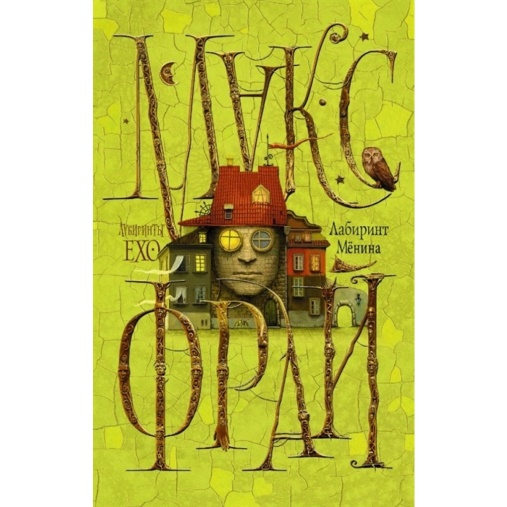 МАКС
ЛАБИРИНТЫ
ЕХО
Лабиринт
Мёнина
ФРАЙ